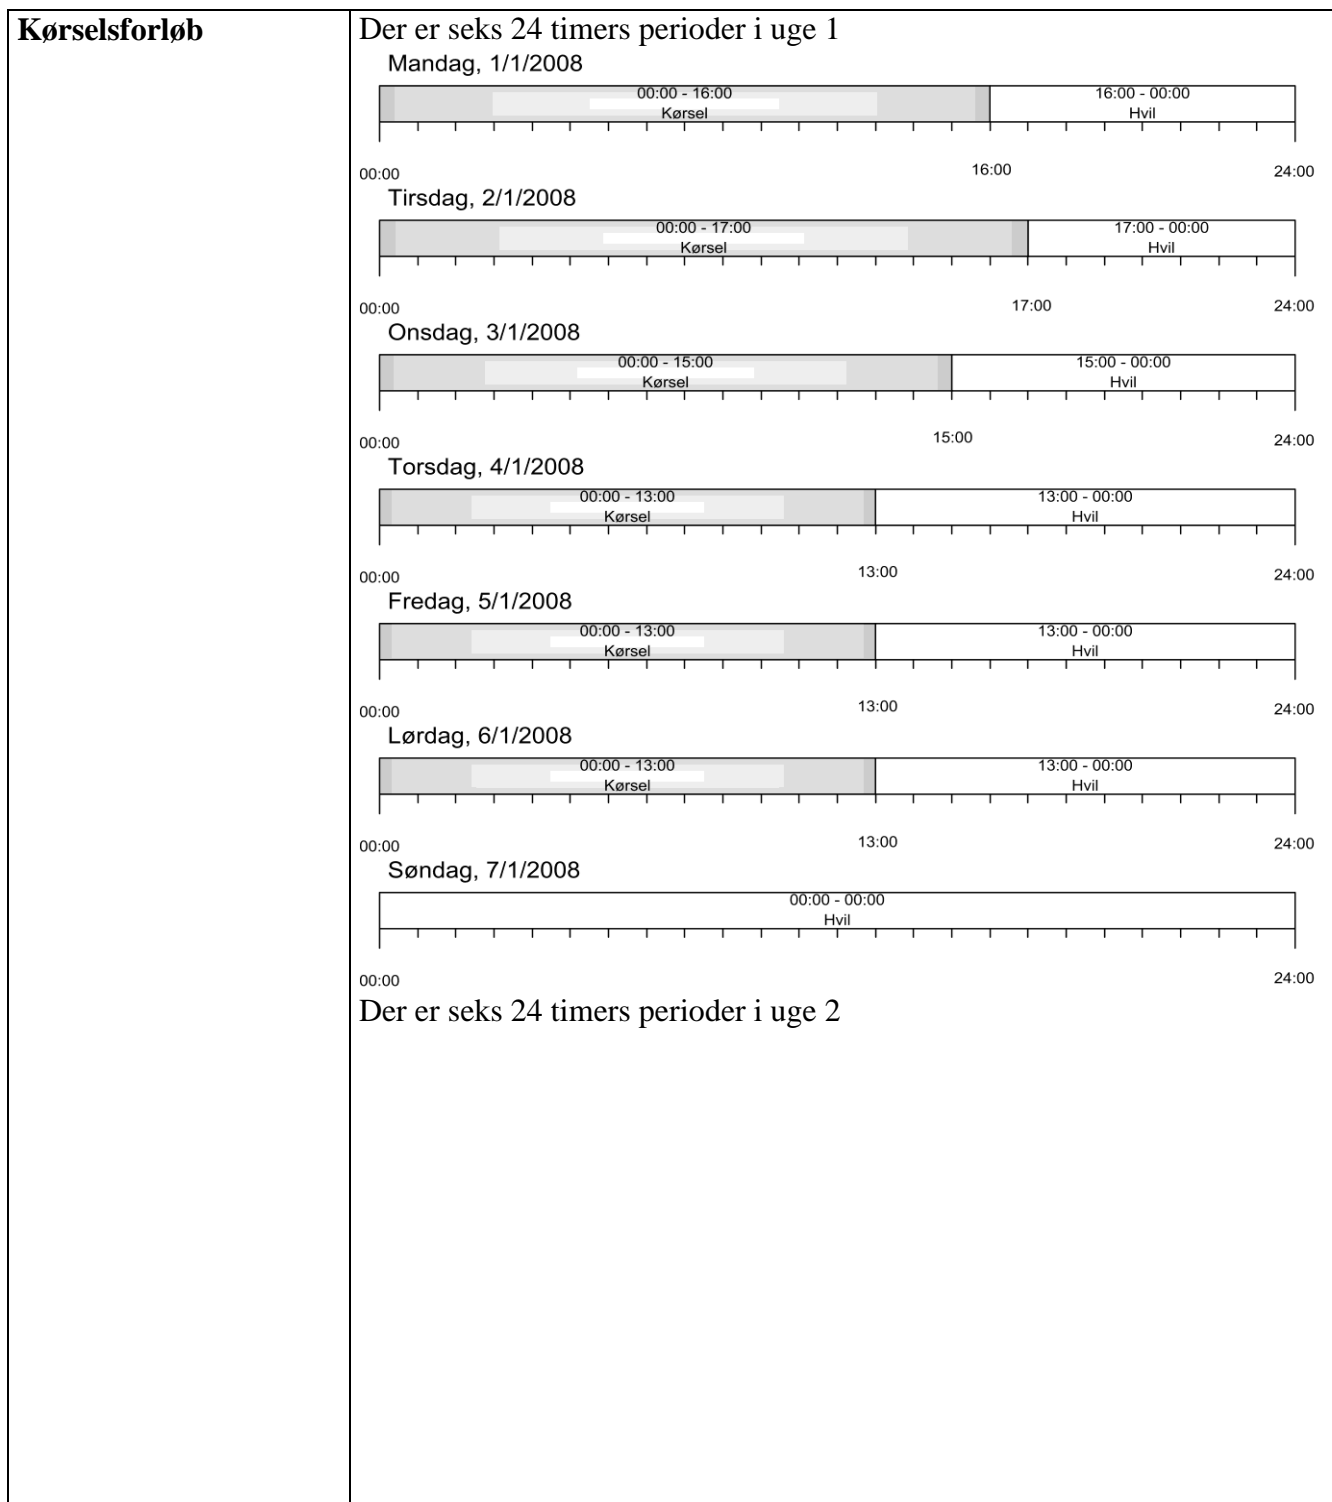 Kørselsforløb
Der er seks 24 timers perioder i uge 1
Mandag, 1/1/2008
00:00 - 16:00
Kørsel
16:00 - 00:00
Hvil
00:00
16:00
24:00
Tirsdag, 2/1/2008
00:00 - 17:00
Kørsel
17:00 - 00:00
Hvil
00:00
17:00
24:00
Onsdag, 3/1/2008
00:00 - 15:00
Kørsel
15:00 - 00:00
Hvil
00:00
15:00
24:00
Torsdag, 4/1/2008
00:00 - 13:00
Kørsel
13:00 - 00:00
Hvil
00:00
13:00
24:00
Fredag, 5/1/2008
00:00 - 13:00
Kørsel
13:00 - 00:00
Hvil
00:00
13:00
24:00
Lørdag, 6/1/2008
00:00 - 13:00
Kørsel
13:00 - 00:00
Hvil
00:00
13:00
24:00
Søndag, 7/1/2008
00:00 - 00:00
Hvil
00:00
24:00
Der er seks 24 timers perioder i uge 2